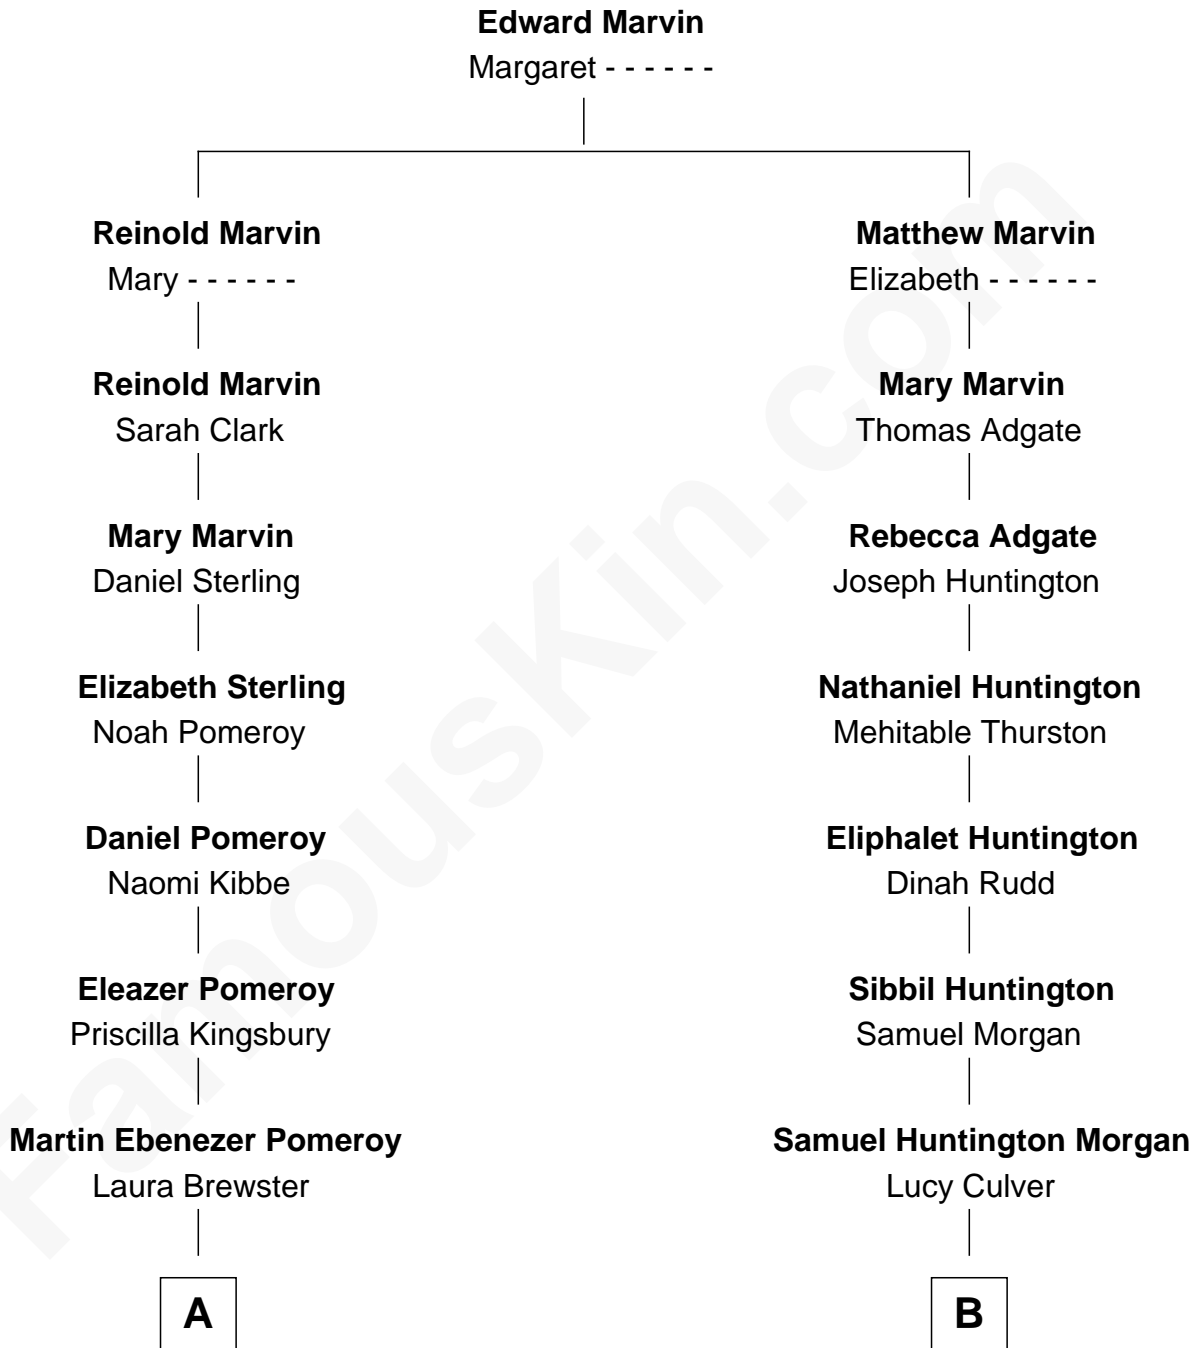 Edward Marvin
Margaret - - - - - -
Reinold Marvin
Mary - - - - - -
Matthew Marvin
Elizabeth - - - - - -
Reinold Marvin
Sarah Clark
Mary Marvin
Thomas Adgate
Mary Marvin
Daniel Sterling
Rebecca Adgate
Joseph Huntington
Elizabeth Sterling
Noah Pomeroy
Nathaniel Huntington
Mehitable Thurston
Daniel Pomeroy
Naomi Kibbe
Eliphalet Huntington
Dinah Rudd
Eleazer Pomeroy
Priscilla Kingsbury
Sibbil Huntington
Samuel Morgan
Martin Ebenezer Pomeroy
Laura Brewster
Samuel Huntington Morgan
Lucy Culver
A
B
FamousKin.com